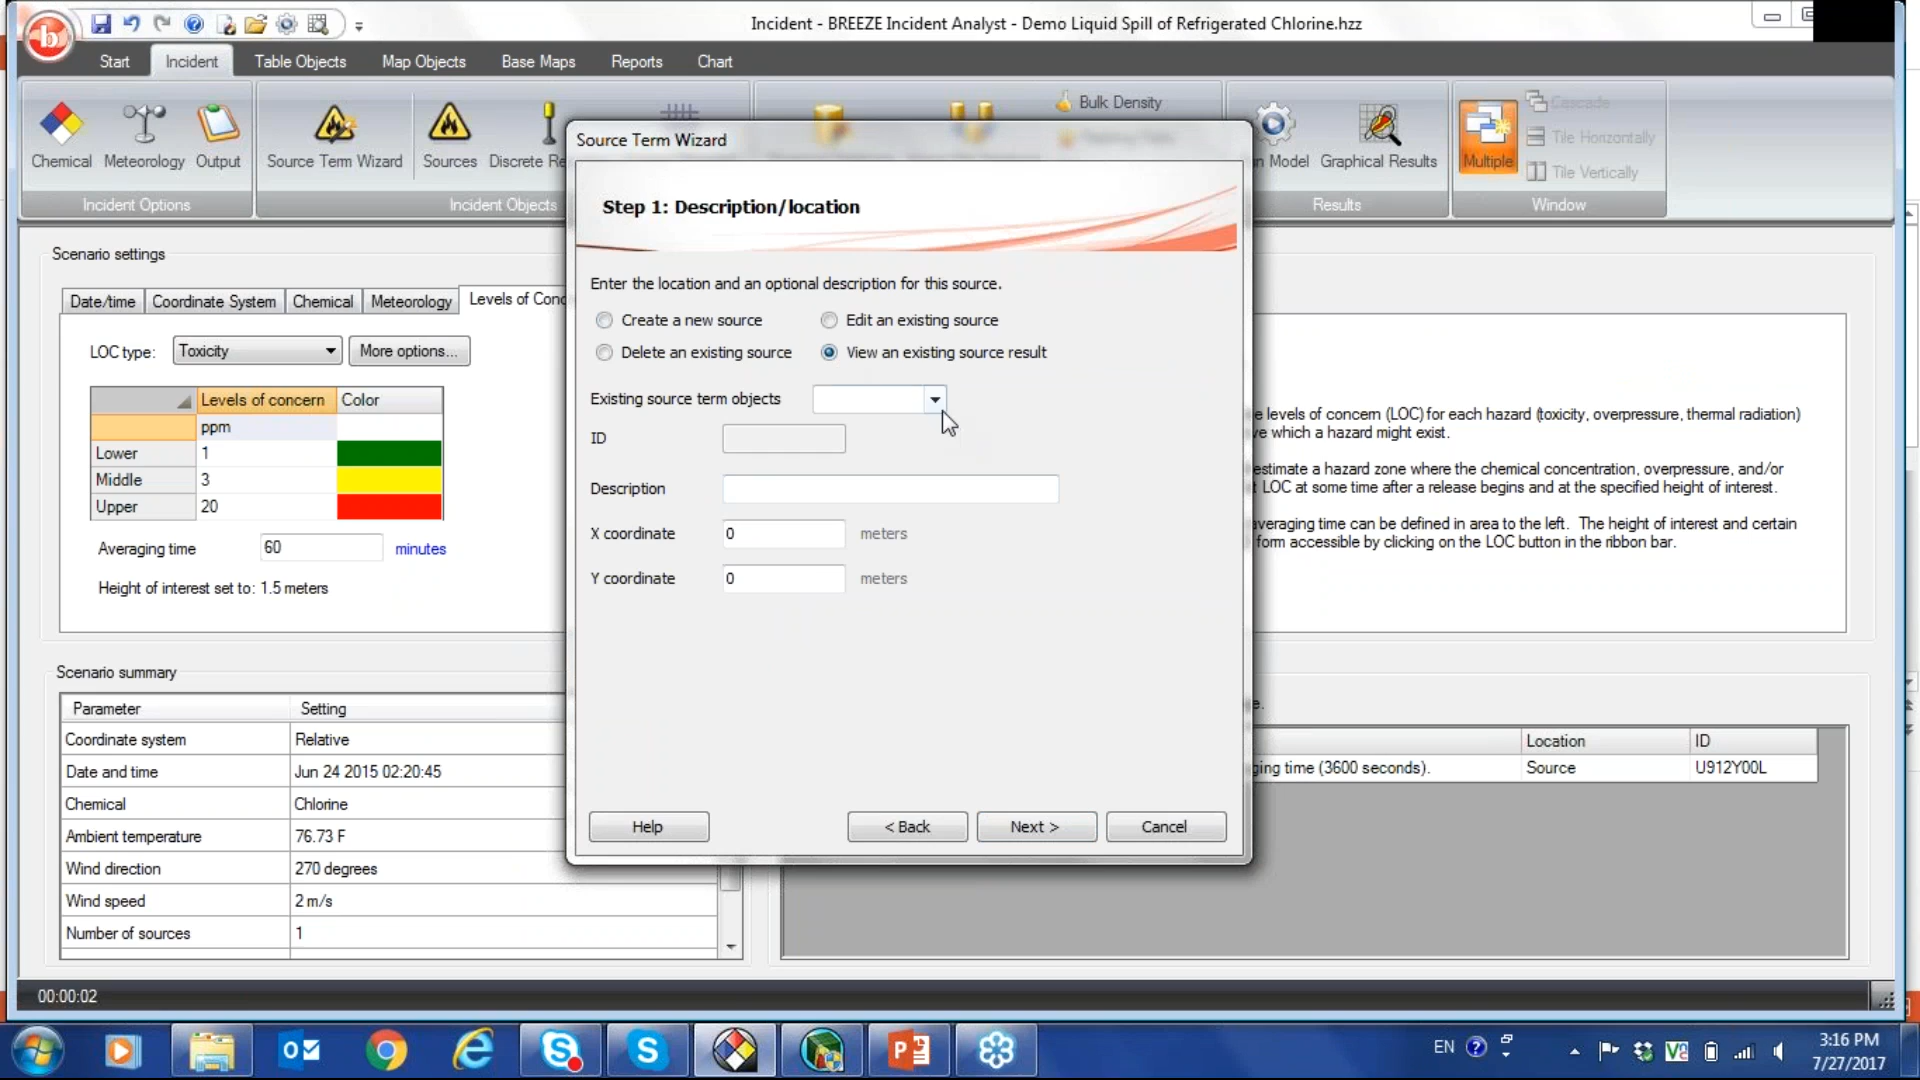 Incident - BREEZE Incident Analyst - Demo Liquid Spill of Refrigerated Chlorine.hzz
b
Start
Incident
Table Objects
Map Objects
Base Maps
Reports
Chart
Chemical
Meteorology
Output
Incident Options
Source Term Wizard
Sources
Discrete Re
Incident Objects
Bulk Density
n Model
Graphical Results
Results
Multiple
Cascade
Tile Horizontally
Tile Vertically
Window
Source Term Wizard
Step 1: Description/location
Enter the location and an optional description for this source.
Create a new source
Edit an existing source
Delete an existing source
View an existing source result
Existing source term objects
ID
Description
X coordinate
0
meters
Y coordinate
0
meters
Help
< Back
Next >
Cancel
Scenario settings
Date/time
Coordinate System
Chemical
Meteorology
Levels of Conc
LOC type:
Toxicity
More options...
Levels of concern
Color
ppm
Lower
1
Middle
3
Upper
20
Averaging time
60
minutes
Height of interest set to: 1.5 meters
e levels of concern (LOC) for each hazard (toxicity, overpressure, thermal radiation)
ve which a hazard might exist.
estimate a hazard zone where the chemical concentration, overpressure, and/or
t LOC at some time after a release begins and at the specified height of interest.
averaging time can be defined in area to the left. The height of interest and certain
form accessible by clicking on the LOC button in the ribbon bar.
Scenario summary
Parameter
Setting
Coordinate system
Relative
Date and time
Jun 24 2015 02:20:45
Chemical
Chlorine
Ambient temperature
76.73 F
Wind direction
270 degrees
Wind speed
2 m/s
Number of sources
1
e.
Location
ID
ging time (3600 seconds).
Source
U912Y00L
00:00:02
EN
3:16 PM
7/27/2017